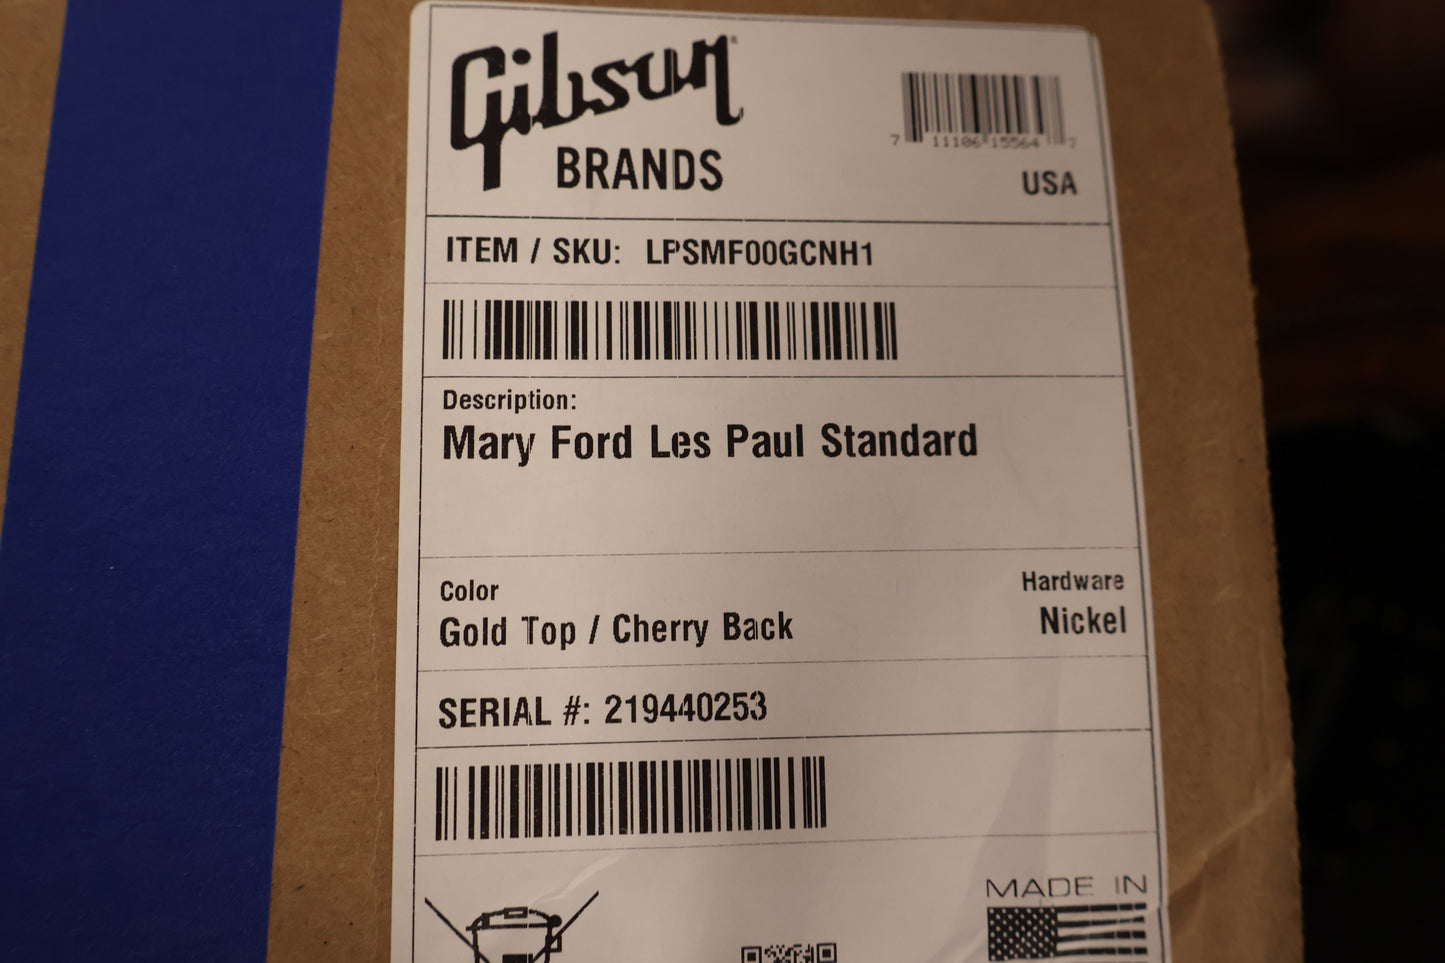 Gibson
BRANDS
7 11106 15564 7
USA
ITEM / SKU: LPSMF00GCNH1
Description:
Mary Ford Les Paul Standard
Color
Gold Top / Cherry Back
Hardware
Nickel
SERIAL #: 219440253
MADE IN